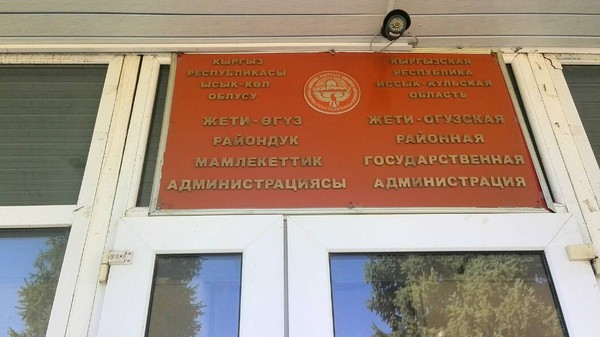 КЫРГЫЗ
РЕСПУБЛИКАСЫ
ЫСЫК-КӨЛ
ОБЛУСУ
ЖЕТИ-ӨГҮЗ
РАЙОНДУК
МАМЛЕКЕТТИК
АДМИНИСТРАЦИЯСЫ
КЫРГЫЗСКАЯ
РЕСПУБЛИКА
ИССЫК-КУЛЬСКАЯ
ОБЛАСТЬ
ЖЕТИ-ОГУЗСКАЯ
РАЙОННАЯ
ГОСУДАРСТВЕННАЯ
АДМИНИСТРАЦИЯ